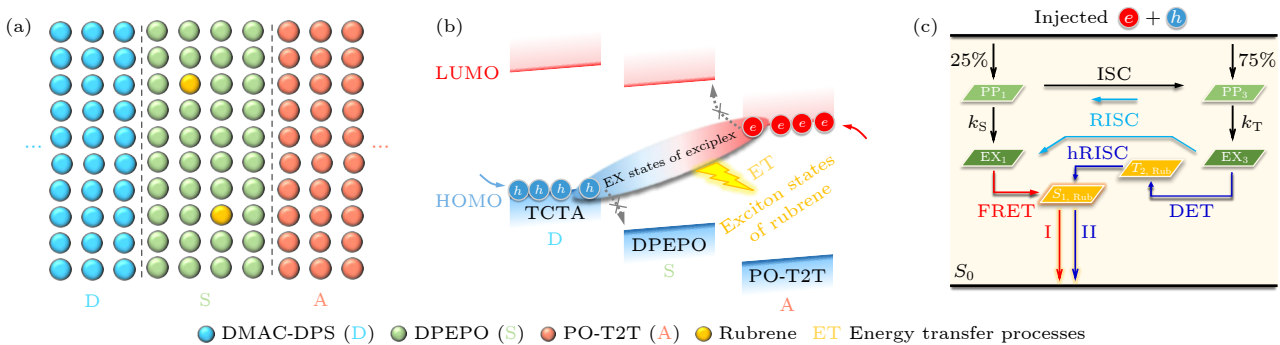 (a)
...
...
D
S
A
(b)
LUMO
HOMO
h h h h
EX states of exciplex
e e e e
ET
Exciton states
of rubrene
TCTA
D
DPEPO
S
PO-T2T
A
(c)
Injected e + h
25%
75%
PP1
ISC
PP3
RISC
kS
kT
EX1
EX3
hRISC
T2, Rub
S1, Rub
FRET
DET
I
II
S0
DMAC-DPS (D) DPEPO (S) PO-T2T (A) Rubrene ET Energy transfer processes